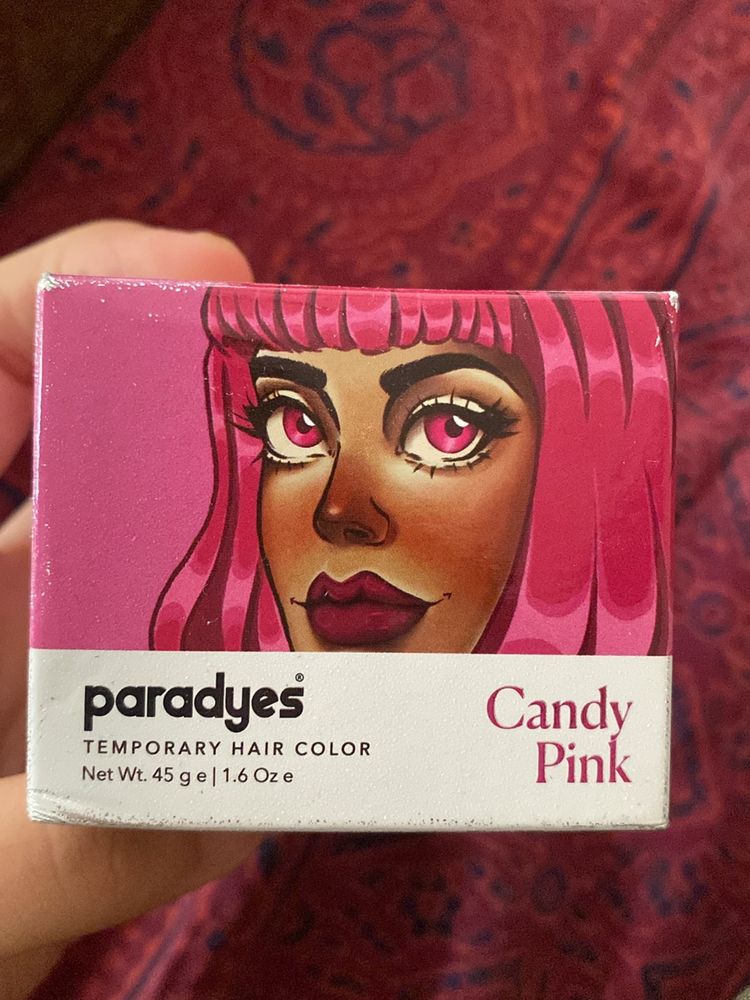 paradyes®
TEMPORARY HAIR COLOR
Net Wt. 45 g e | 1.6 Oz e
Candy
Pink